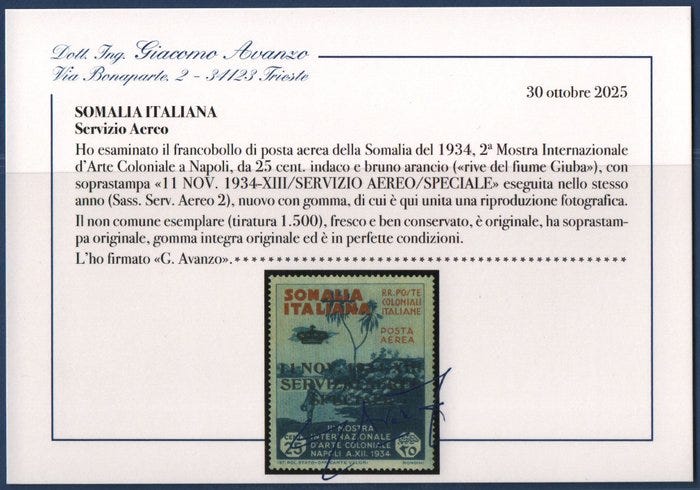 Dott. Ing. Giacomo Avanzo
Via Bonaparte, 2 - 34123 Trieste
30 ottobre 2025
SOMALIA ITALIANA
Servizio Aereo
Ho esaminato il francobollo di posta aerea della Somalia del 1934, 2ª Mostra Internazionale
d'Arte Coloniale a Napoli, da 25 cent. indaco e bruno arancio («rive del fiume Giuba»), con
soprastampa «11 NOV. 1934-XIII/SERVIZIO AEREO/SPECIALE» eseguita nello stesso
anno (Sass. Serv. Aereo 2), nuovo con gomma, di cui è qui unita una riproduzione fotografica.
Il non comune esemplare (tiratura 1.500), fresco e ben conservato, è originale, ha soprastam-
pa originale, gomma integra originale ed è in perfette condizioni.
L'ho firmato «G. Avanzo».
SOMALIA
ITALIANA
RR. POSTE
COLONIALI
ITALIANE
POSTA
AEREA
11 NOV.
SERVIZIO
IIª MOSTRA
INTERNAZIONALE
D'ARTE COLONIALE
NAPOLI A.XII. 1934
25